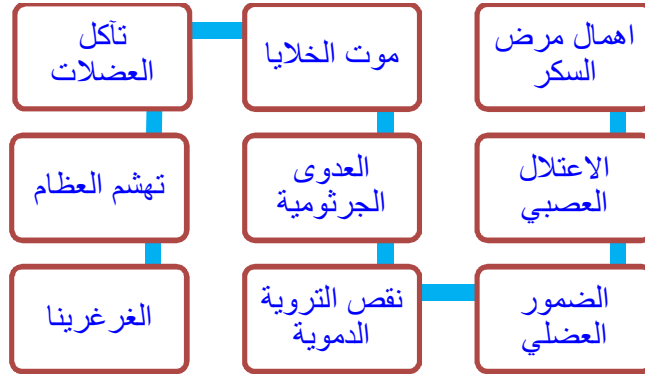 اهمال مرض
السكر
الاعتلال
العصبي
الضمور
العضلي
نقص التروية
الدموية
العدوى
الجرثومية
موت الخلايا
تآكل
العضلات
تهشم العظام
الغرغرينا